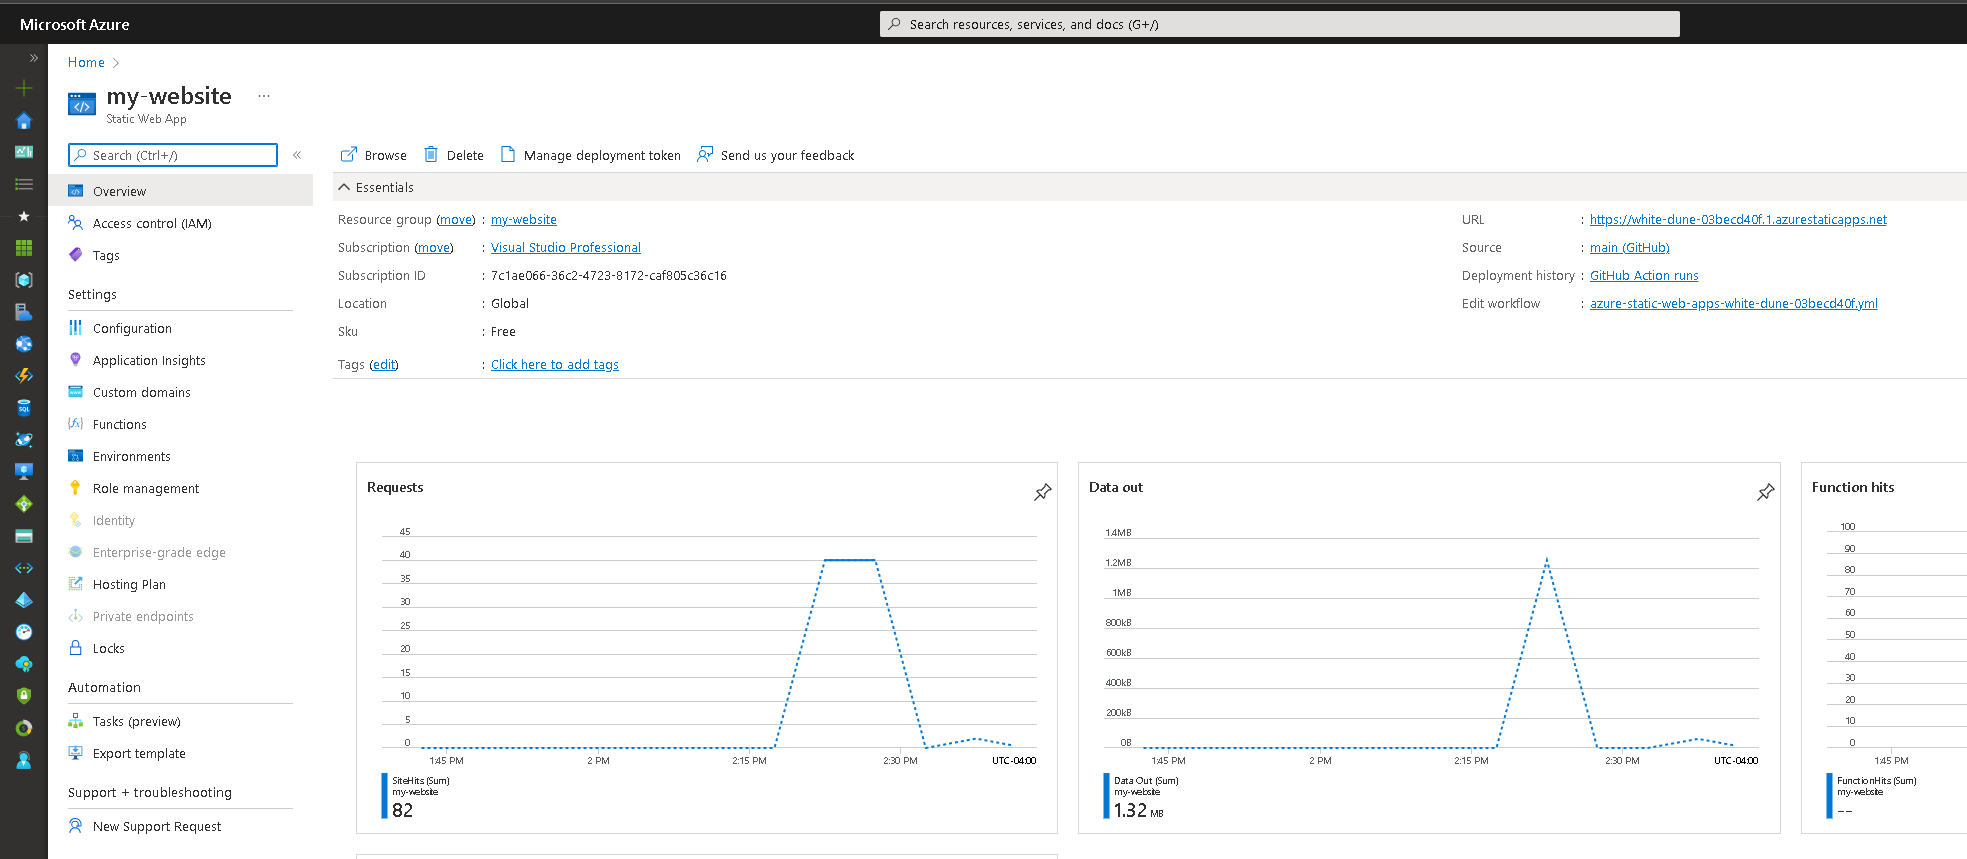 Microsoft Azure
Search resources, services, and docs (G+/)
Home
my-website
Static Web App
Search (Ctrl+/)
Overview
Access control (IAM)
Tags
Settings
Configuration
Application Insights
Custom domains
Functions
Environments
Role management
Identity
Enterprise-grade edge
Hosting Plan
Private endpoints
Locks
Automation
Tasks (preview)
Export template
Support + troubleshooting
New Support Request
Browse Delete Manage deployment token Send us your feedback
Essentials
Resource group (move) : my-website
Subscription (move) : Visual Studio Professional
Subscription ID : 7c1ae066-36c2-4723-8172-caf805c36c16
Location : Global
Sku : Free
Tags (edit) : Click here to add tags
URL : https://white-dune-03becd40f.1.azurestaticapps.net
Source : main (GitHub)
Deployment history : GitHub Action runs
Edit workflow : azure-static-web-apps-white-dune-03becd40f.yml
Requests
45
40
35
30
25
20
15
10
5
0
1:45 PM 2 PM 2:15 PM 2:30 PM UTC-04:00
SiteHits (Sum)
my-website
82
Data out
1.4MB
1.2MB
1MB
800kB
600kB
400kB
200kB
0B
1:45 PM 2 PM 2:15 PM 2:30 PM UTC-04:00
Data Out (Sum)
my-website
1.32 MB
Function hits
100
90
80
70
60
50
40
30
20
10
0
1:45 PM
FunctionHits (Sum)
my-website
--